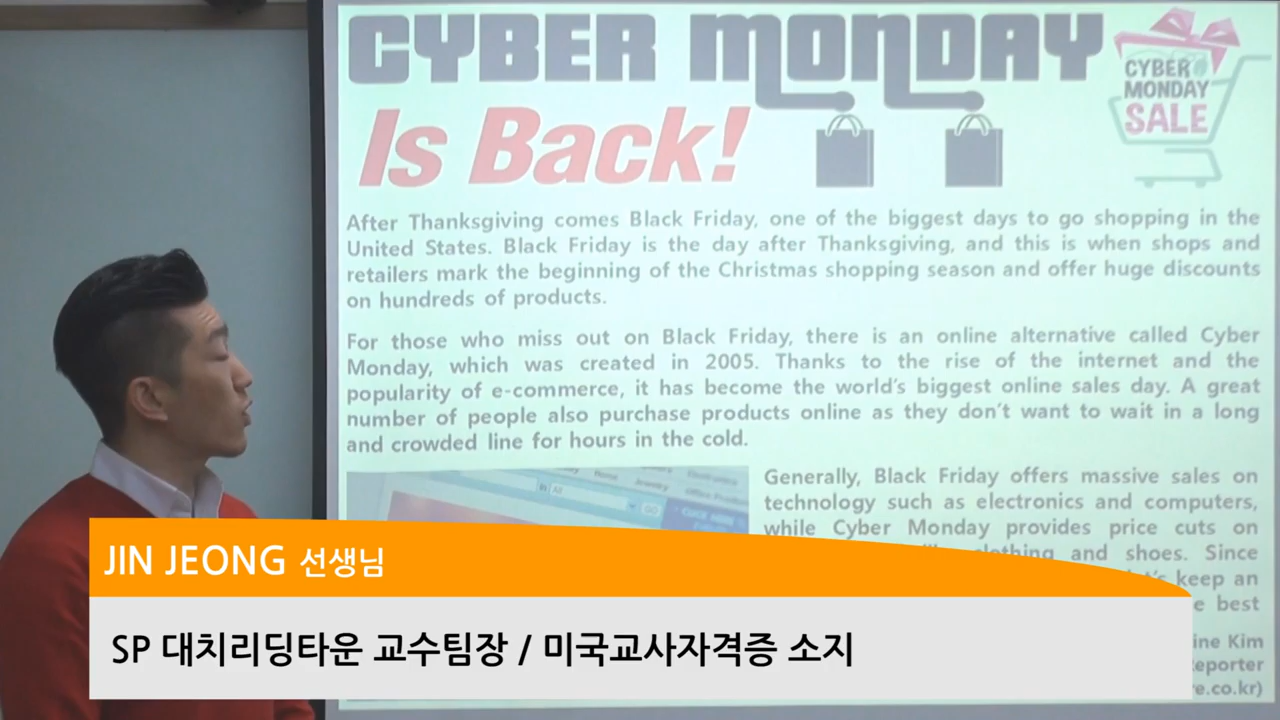 CYBER MONDAY
Is Back!
CYBER
MONDAY
SALE
After Thanksgiving comes Black Friday, one of the biggest days to go shopping in the
United States. Black Friday is the day after Thanksgiving, and this is when shops and
retailers mark the beginning of the Christmas shopping season and offer huge discounts
on hundreds of products.
For those who miss out on Black Friday, there is an online alternative called Cyber
Monday, which was created in 2005. Thanks to the rise of the internet and the
popularity of e-commerce, it has become the world's biggest online sales day. A great
number of people also purchase products online as they don't want to wait in a long
and crowded line for hours in the cold.
Generally, Black Friday offers massive sales on
technology such as electronics and computers,
while Cyber Monday provides price cuts on
clothing and shoes. Since
keep an
best
Kim
e.co.kr)
JIN JEONG 선생님
SP 대치리딩타운 교수팀장 / 미국교사자격증 소지